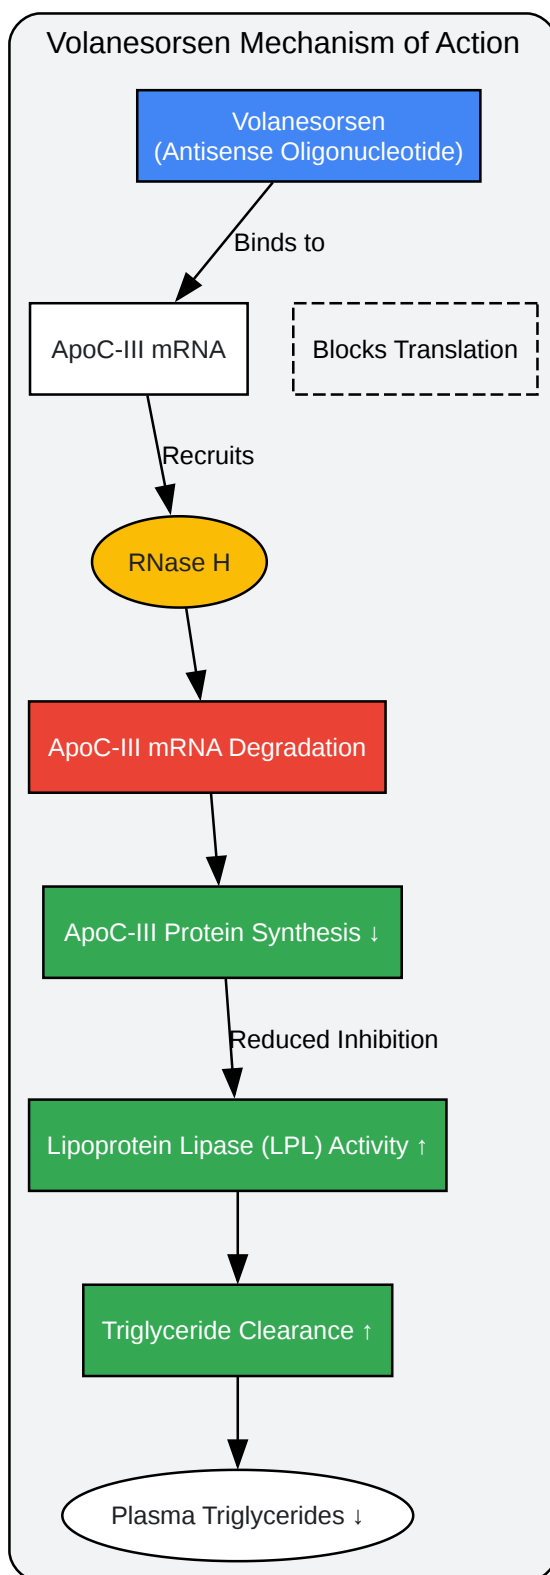 Volanesorsen Mechanism of Action
Volanesorsen
(Antisense Oligonucleotide)
Binds to
ApoC-III mRNA
Blocks Translation
Recruits
RNase H
ApoC-III mRNA Degradation
ApoC-III Protein Synthesis ↓
Reduced Inhibition
Lipoprotein Lipase (LPL) Activity ↑
Triglyceride Clearance ↑
Plasma Triglycerides ↓